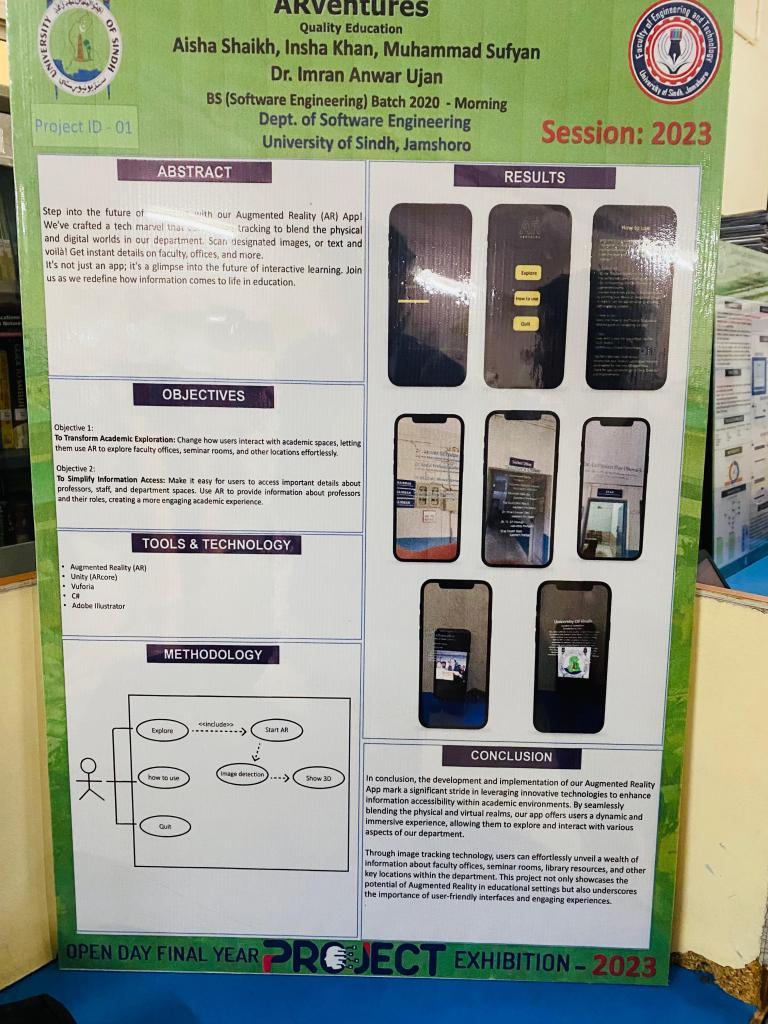 ARventures
Quality Education
Aisha Shaikh, Insha Khan, Muhammad Sufyan
Dr. Imran Anwar Ujan
BS (Software Engineering) Batch 2020 - Morning
Dept. of Software Engineering
University of Sindh, Jamshoro
UNIVERSITY OF SINDH
Faculty of Engineering and Technology
University of Sindh, Jamshoro
Project ID - 01
Session: 2023
ABSTRACT
Step into the future of with our Augmented Reality (AR) App!
We've crafted a tech marvel that tracking to blend the physical
and digital worlds in our department. Scan designated images, or text and
voilà! Get instant details on faculty, offices, and more.
It's not just an app; it's a glimpse into the future of interactive learning. Join
us as we redefine how information comes to life in education.
OBJECTIVES
Objective 1:
To Transform Academic Exploration: Change how users interact with academic spaces, letting
them use AR to explore faculty offices, seminar rooms, and other locations effortlessly.
Objective 2:
To Simplify Information Access: Make it easy for users to access important details about
professors, staff, and department spaces. Use AR to provide information about professors
and their roles, creating a more engaging academic experience.
TOOLS & TECHNOLOGY
• Augmented Reality (AR)
• Unity (ARcore)
• Vuforia
• C#
• Adobe Illustrator
METHODOLOGY
Explore
<<include>>
Start AR
how to use
Image detection
Show 3D
Quit
RESULTS
Explore
How to use
Quit
How to use
University Of Sindh
CONCLUSION
In conclusion, the development and implementation of our Augmented Reality
App mark a significant stride in leveraging innovative technologies to enhance
information accessibility within academic environments. By seamlessly
blending the physical and virtual realms, our app offers users a dynamic and
immersive experience, allowing them to explore and interact with various
aspects of our department.
Through image tracking technology, users can effortlessly unveil a wealth of
information about faculty offices, seminar rooms, library resources, and other
key locations within the department. This project not only showcases the
potential of Augmented Reality in educational settings but also underscores
the importance of user-friendly interfaces and engaging experiences.
OPEN DAY FINAL YEAR PROJECT EXHIBITION - 2023